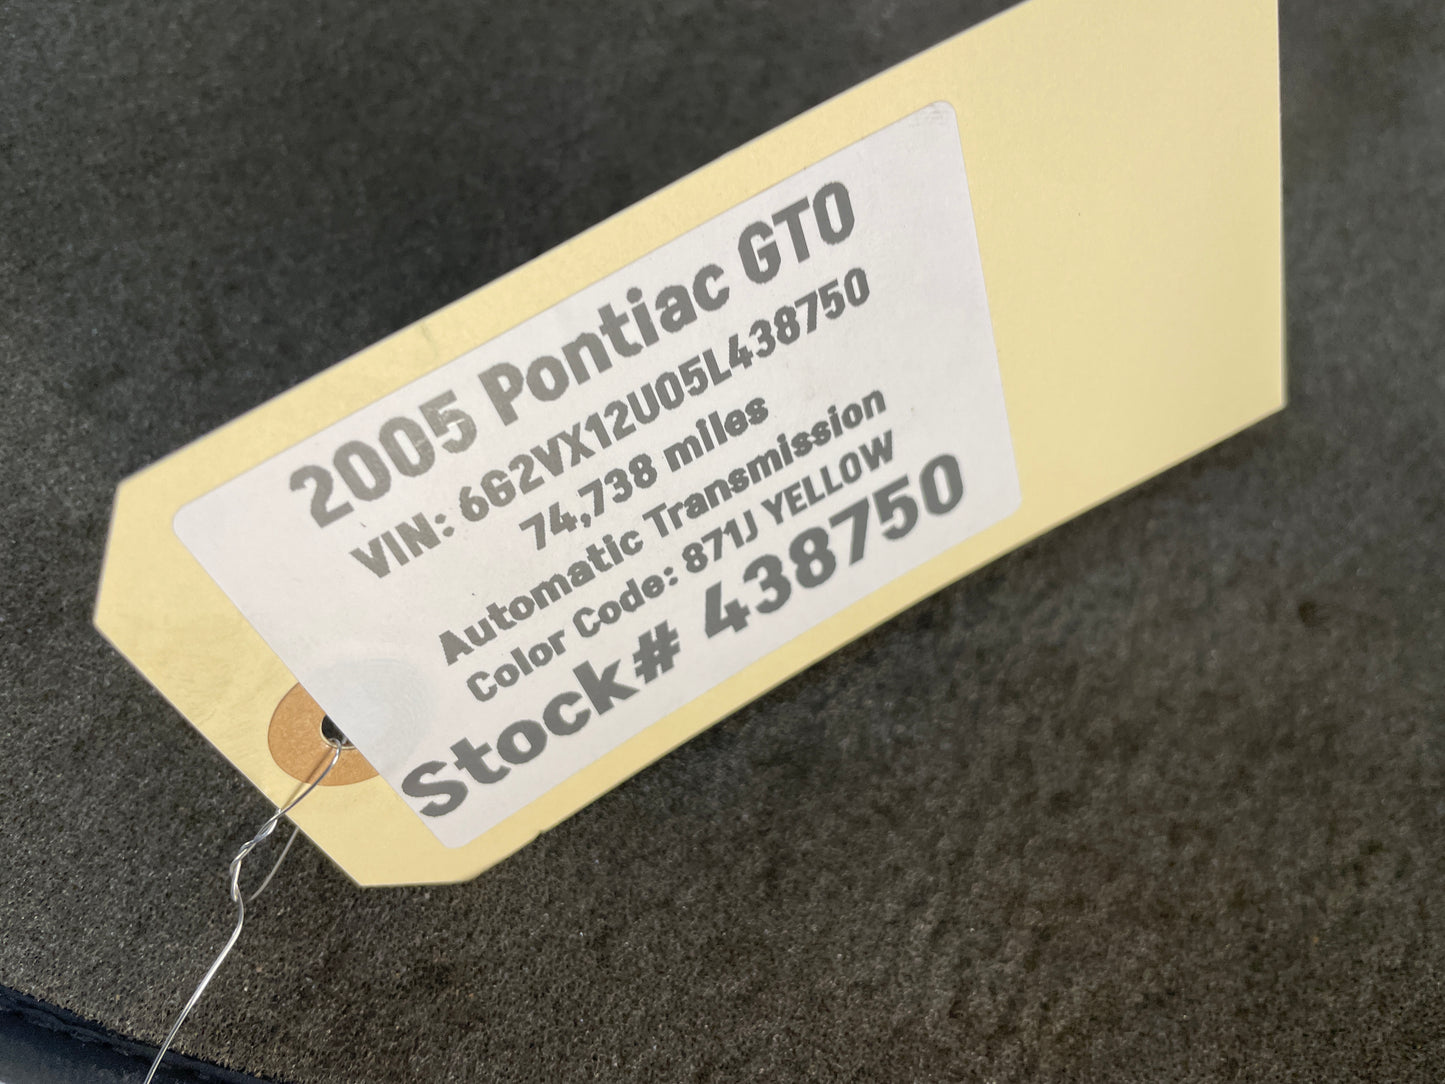 2005 Pontiac GTO
VIN: 6G2VX12U05L438750
74,738 miles
Automatic Transmission
Color Code: 871J YELLOW
Stock# 438750